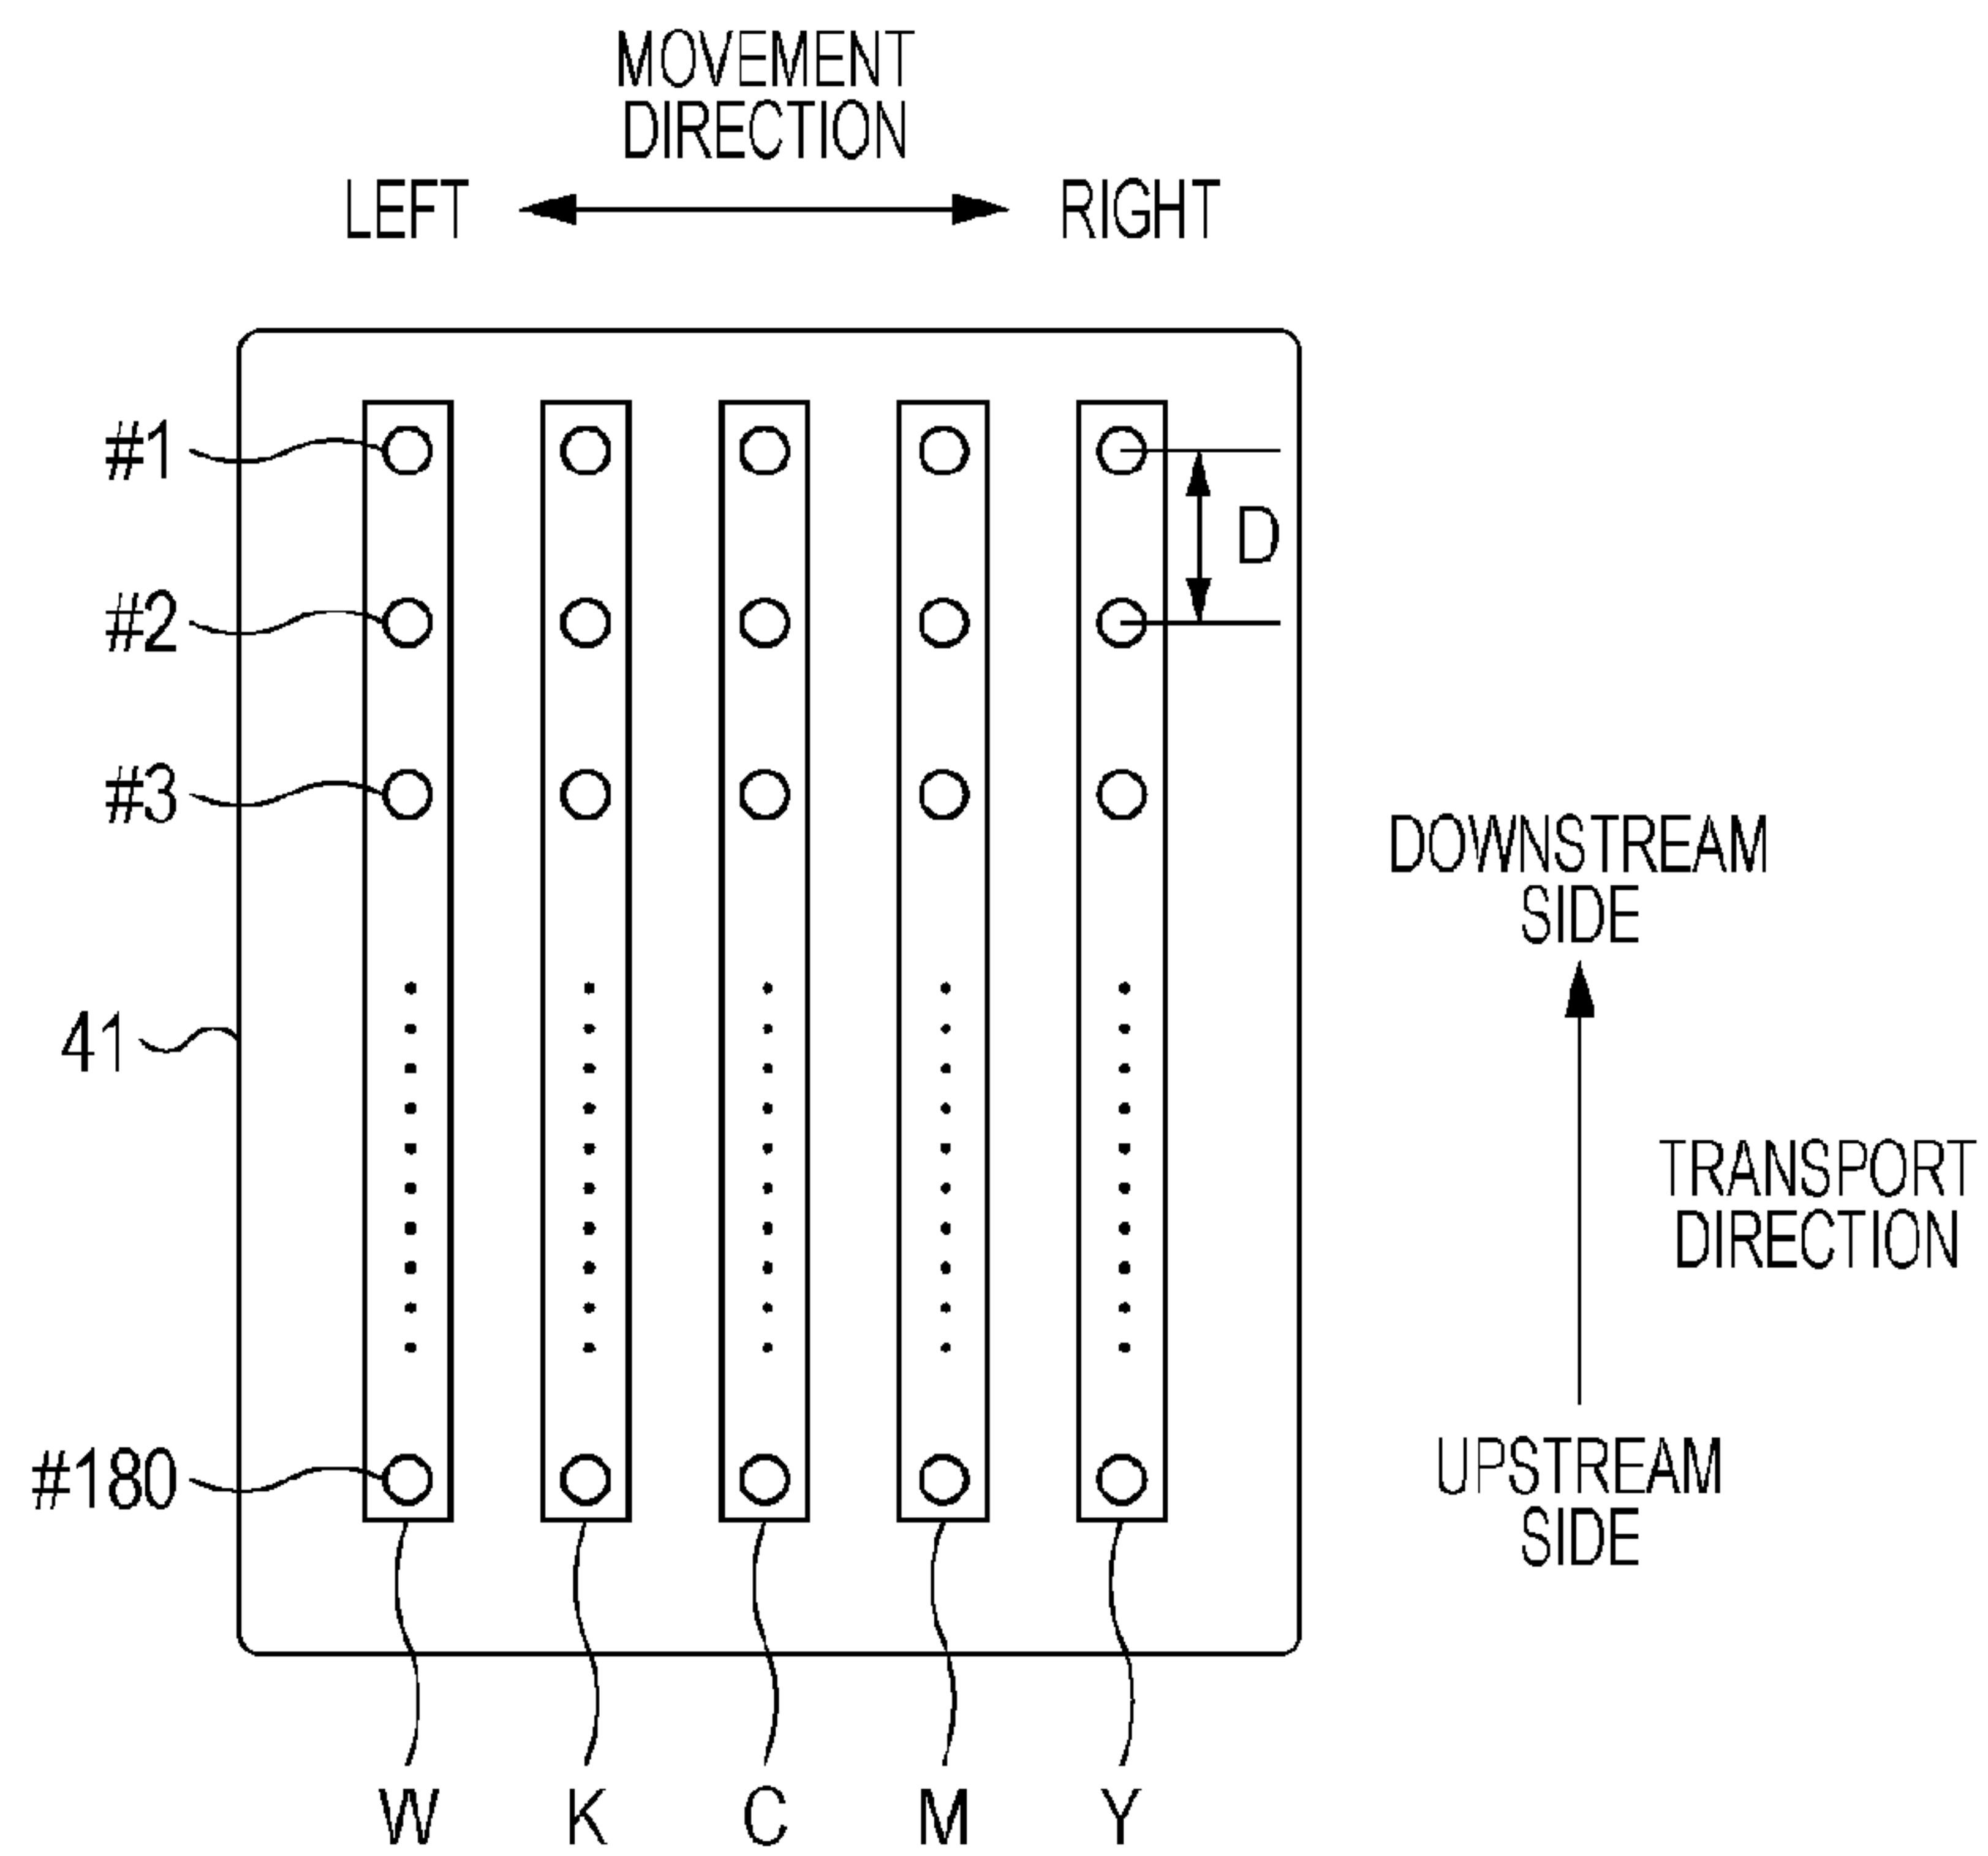 MOVEMENT
DIRECTION
LEFT RIGHT
#1
D
#2
#3
DOWNSTREAM
SIDE
41
TRANSPORT
DIRECTION
#180
UPSTREAM
SIDE
W K C M Y